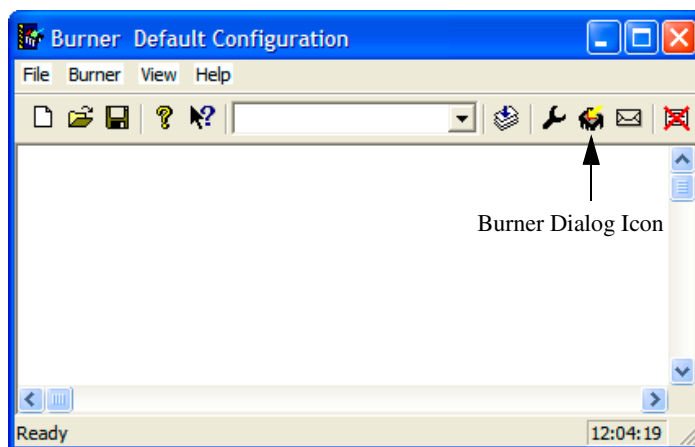 Burner Default Configuration
File Burner View Help
Burner Dialog Icon
Ready 12:04:19